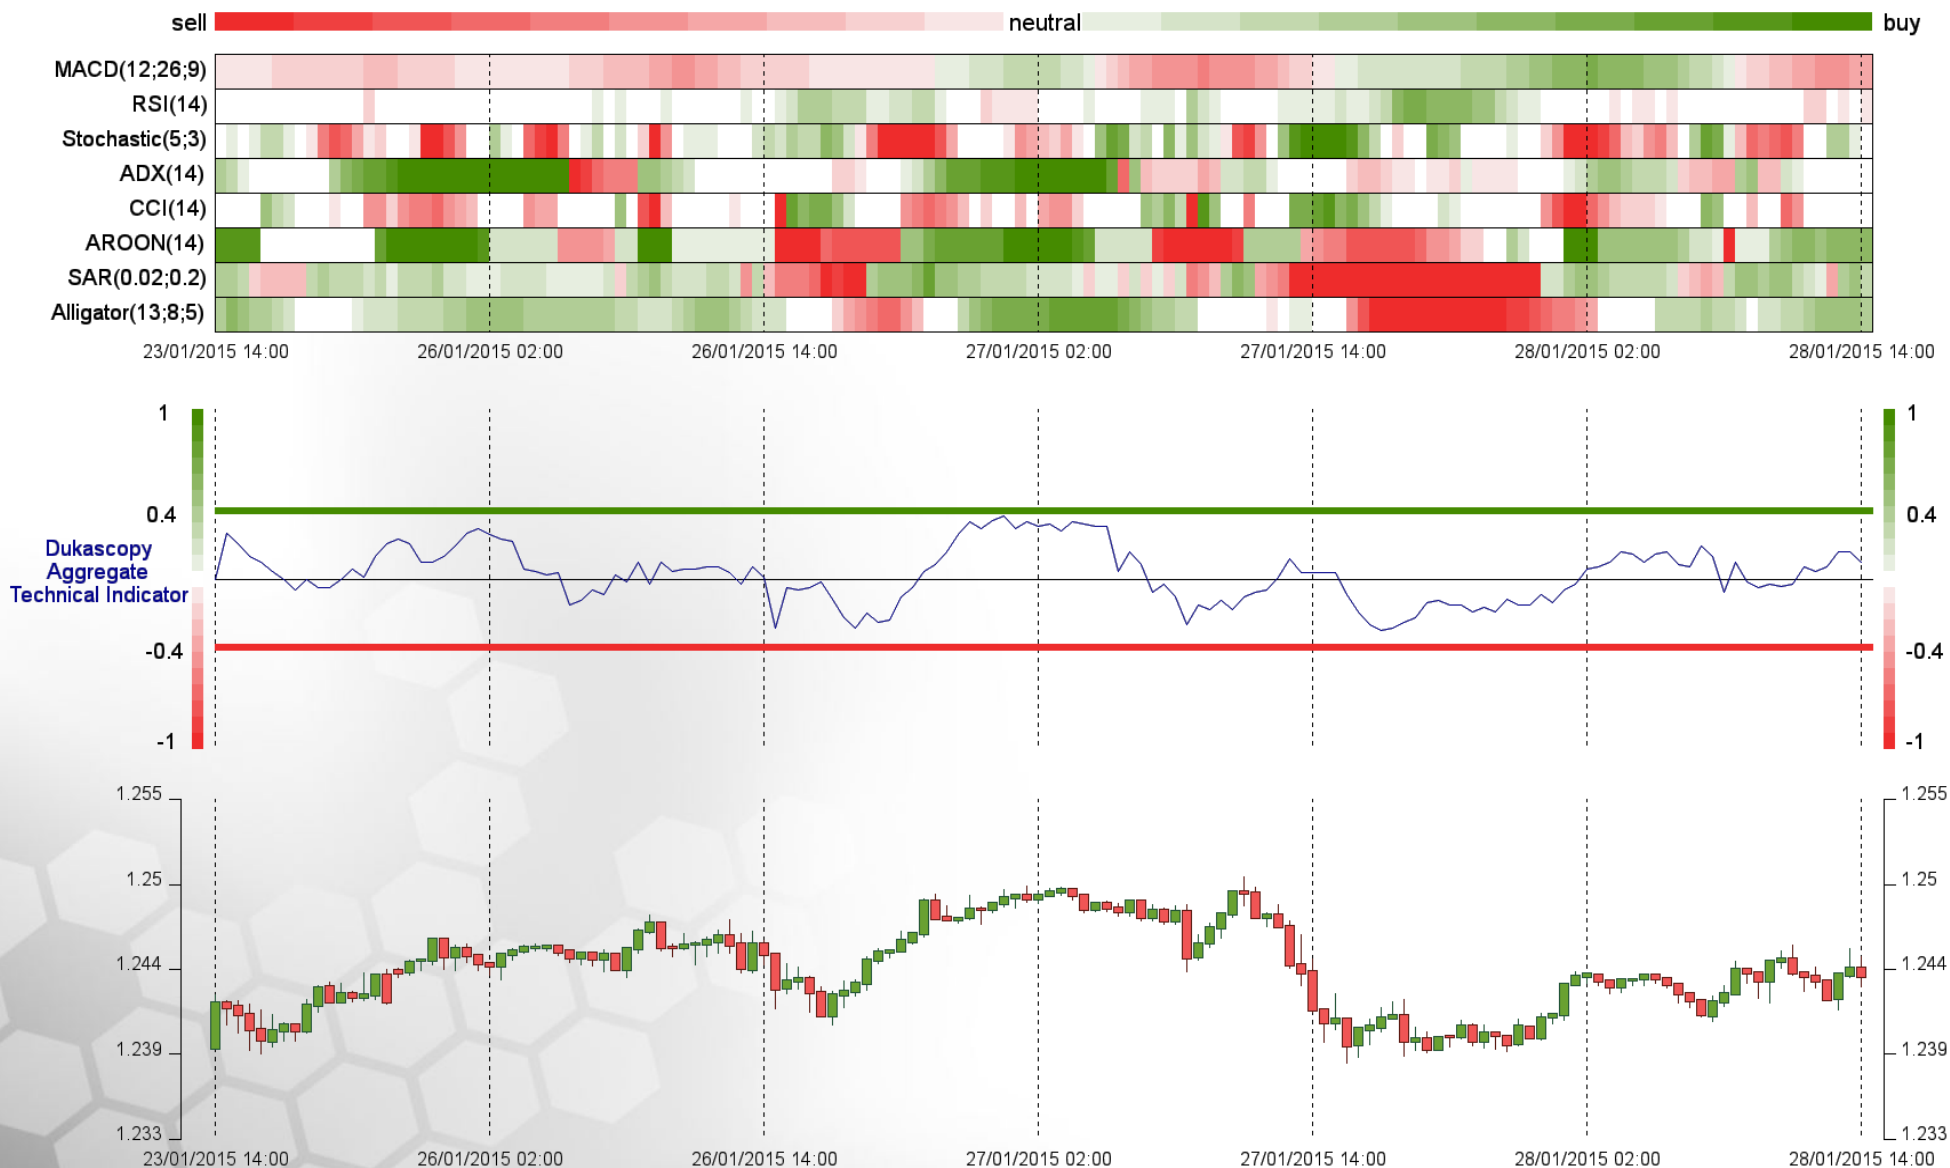 sell neutral buy
MACD(12;26;9)
RSI(14)
Stochastic(5;3)
ADX(14)
CCI(14)
AROON(14)
SAR(0.02;0.2)
Alligator(13;8;5)
23/01/2015 14:00 26/01/2015 02:00 26/01/2015 14:00 27/01/2015 02:00 27/01/2015 14:00 28/01/2015 02:00 28/01/2015 14:00
1 1
0.4 0.4
Dukascopy
Aggregate
Technical Indicator
-0.4 -0.4
-1 -1
1.255 1.255
1.25 1.25
1.244 1.244
1.239 1.239
1.233 1.233
23/01/2015 14:00 26/01/2015 02:00 26/01/2015 14:00 27/01/2015 02:00 27/01/2015 14:00 28/01/2015 02:00 28/01/2015 14:00